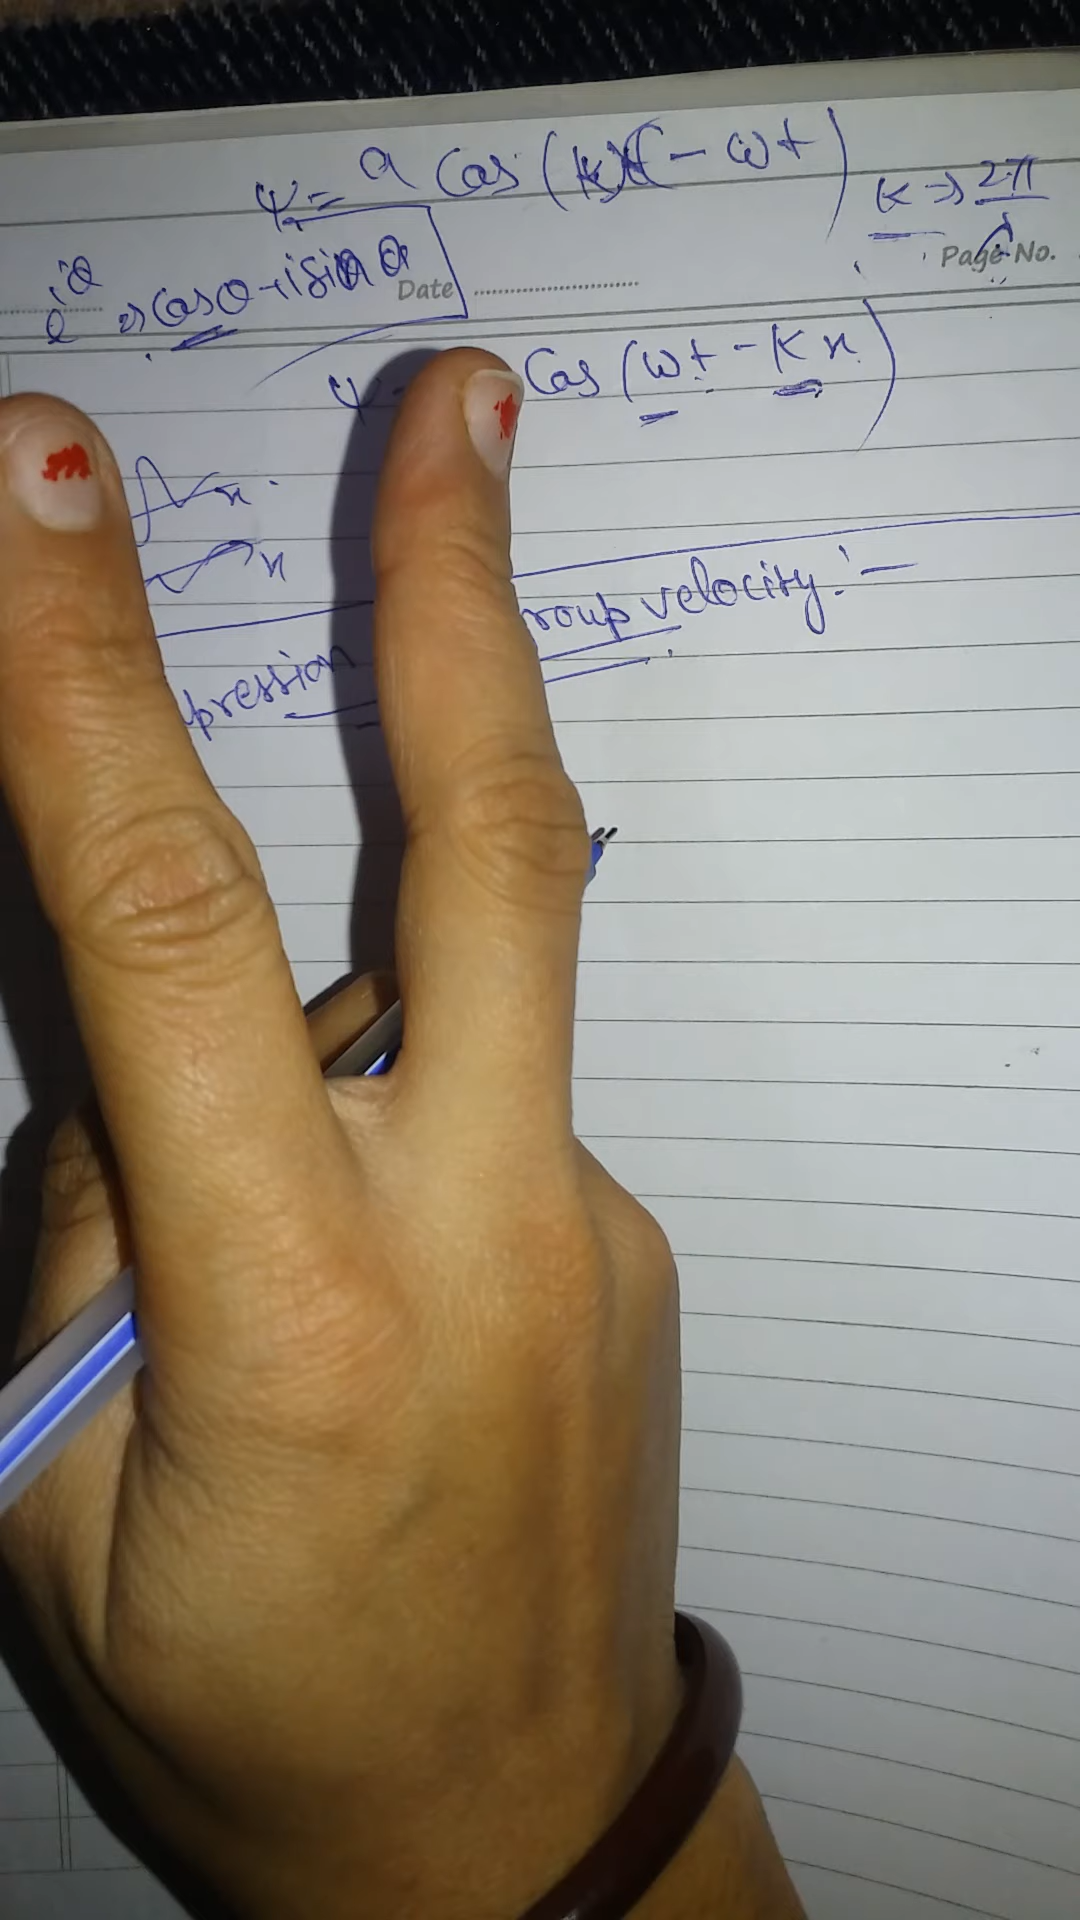 ψ = a Cos (kx - ωt)
k → 2π/λ
Page No.
e^iθ → Cosθ + i sinθ
Date
ψ Cos (ωt - kx)
x
x
pression roup velocity :-